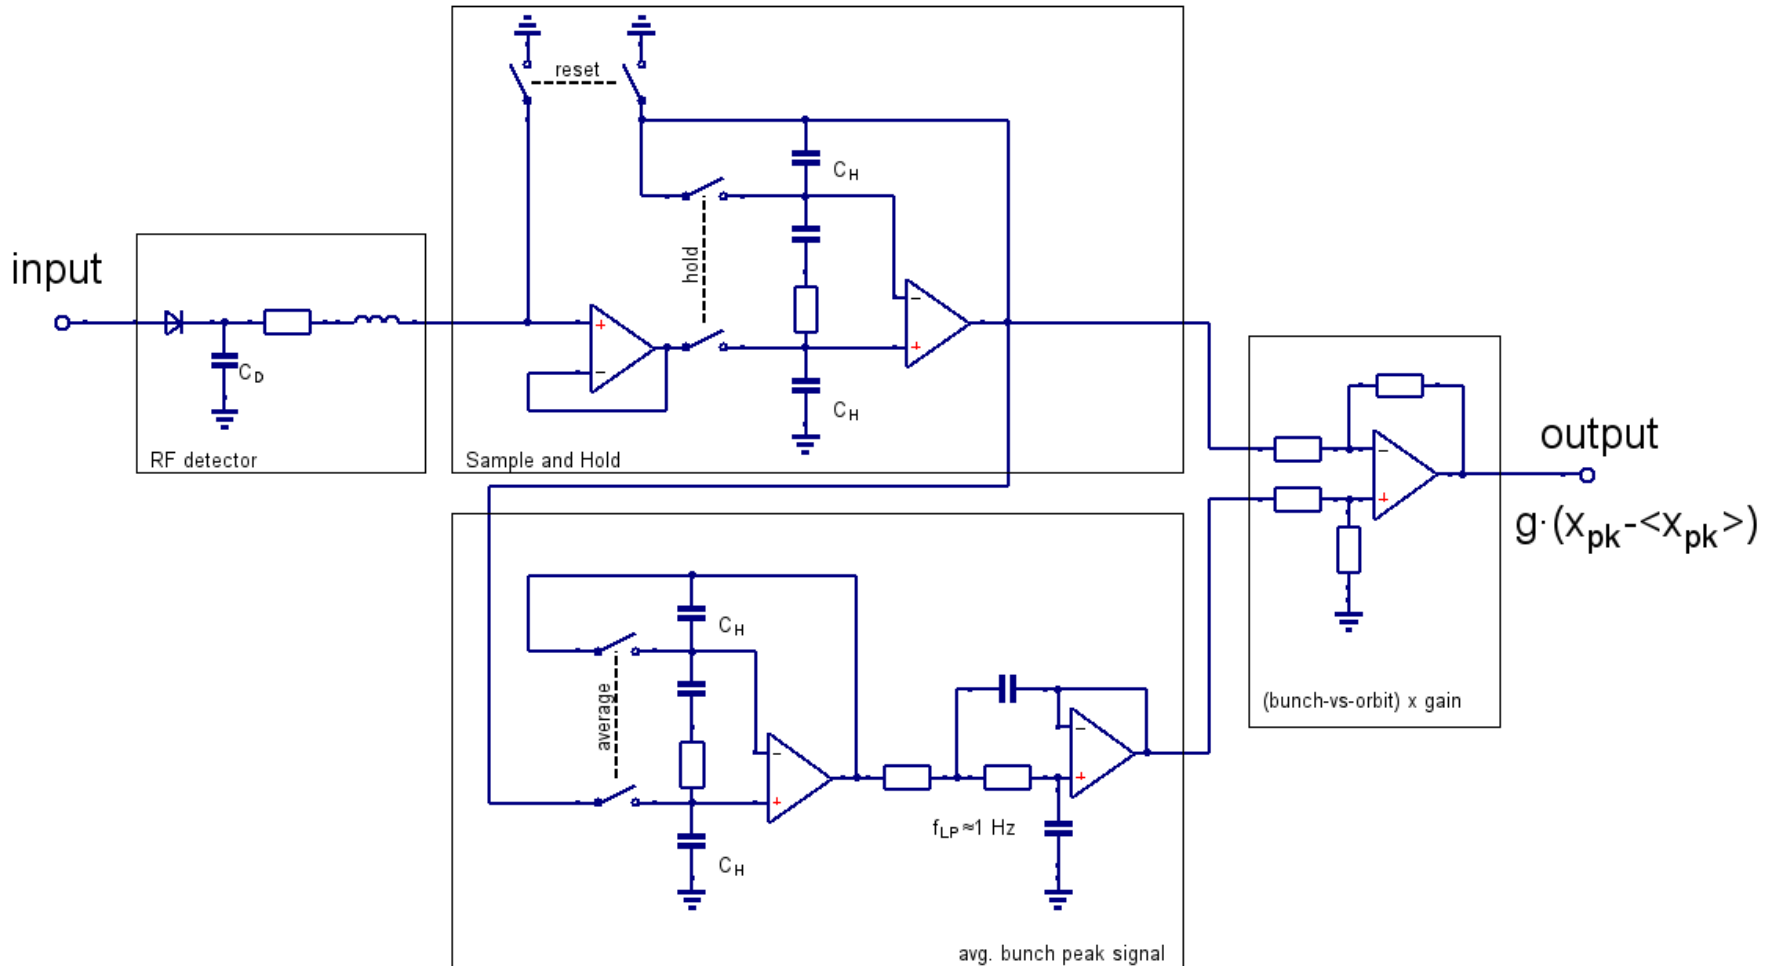 reset
C_H
hold
input
+
−
−
+
C_D
C_H
RF detector
Sample and Hold
−
+
output
g·(x_pk-<x_pk>)
C_H
average
−
+
−
+
f_LP≈1 Hz
C_H
(bunch-vs-orbit) x gain
avg. bunch peak signal